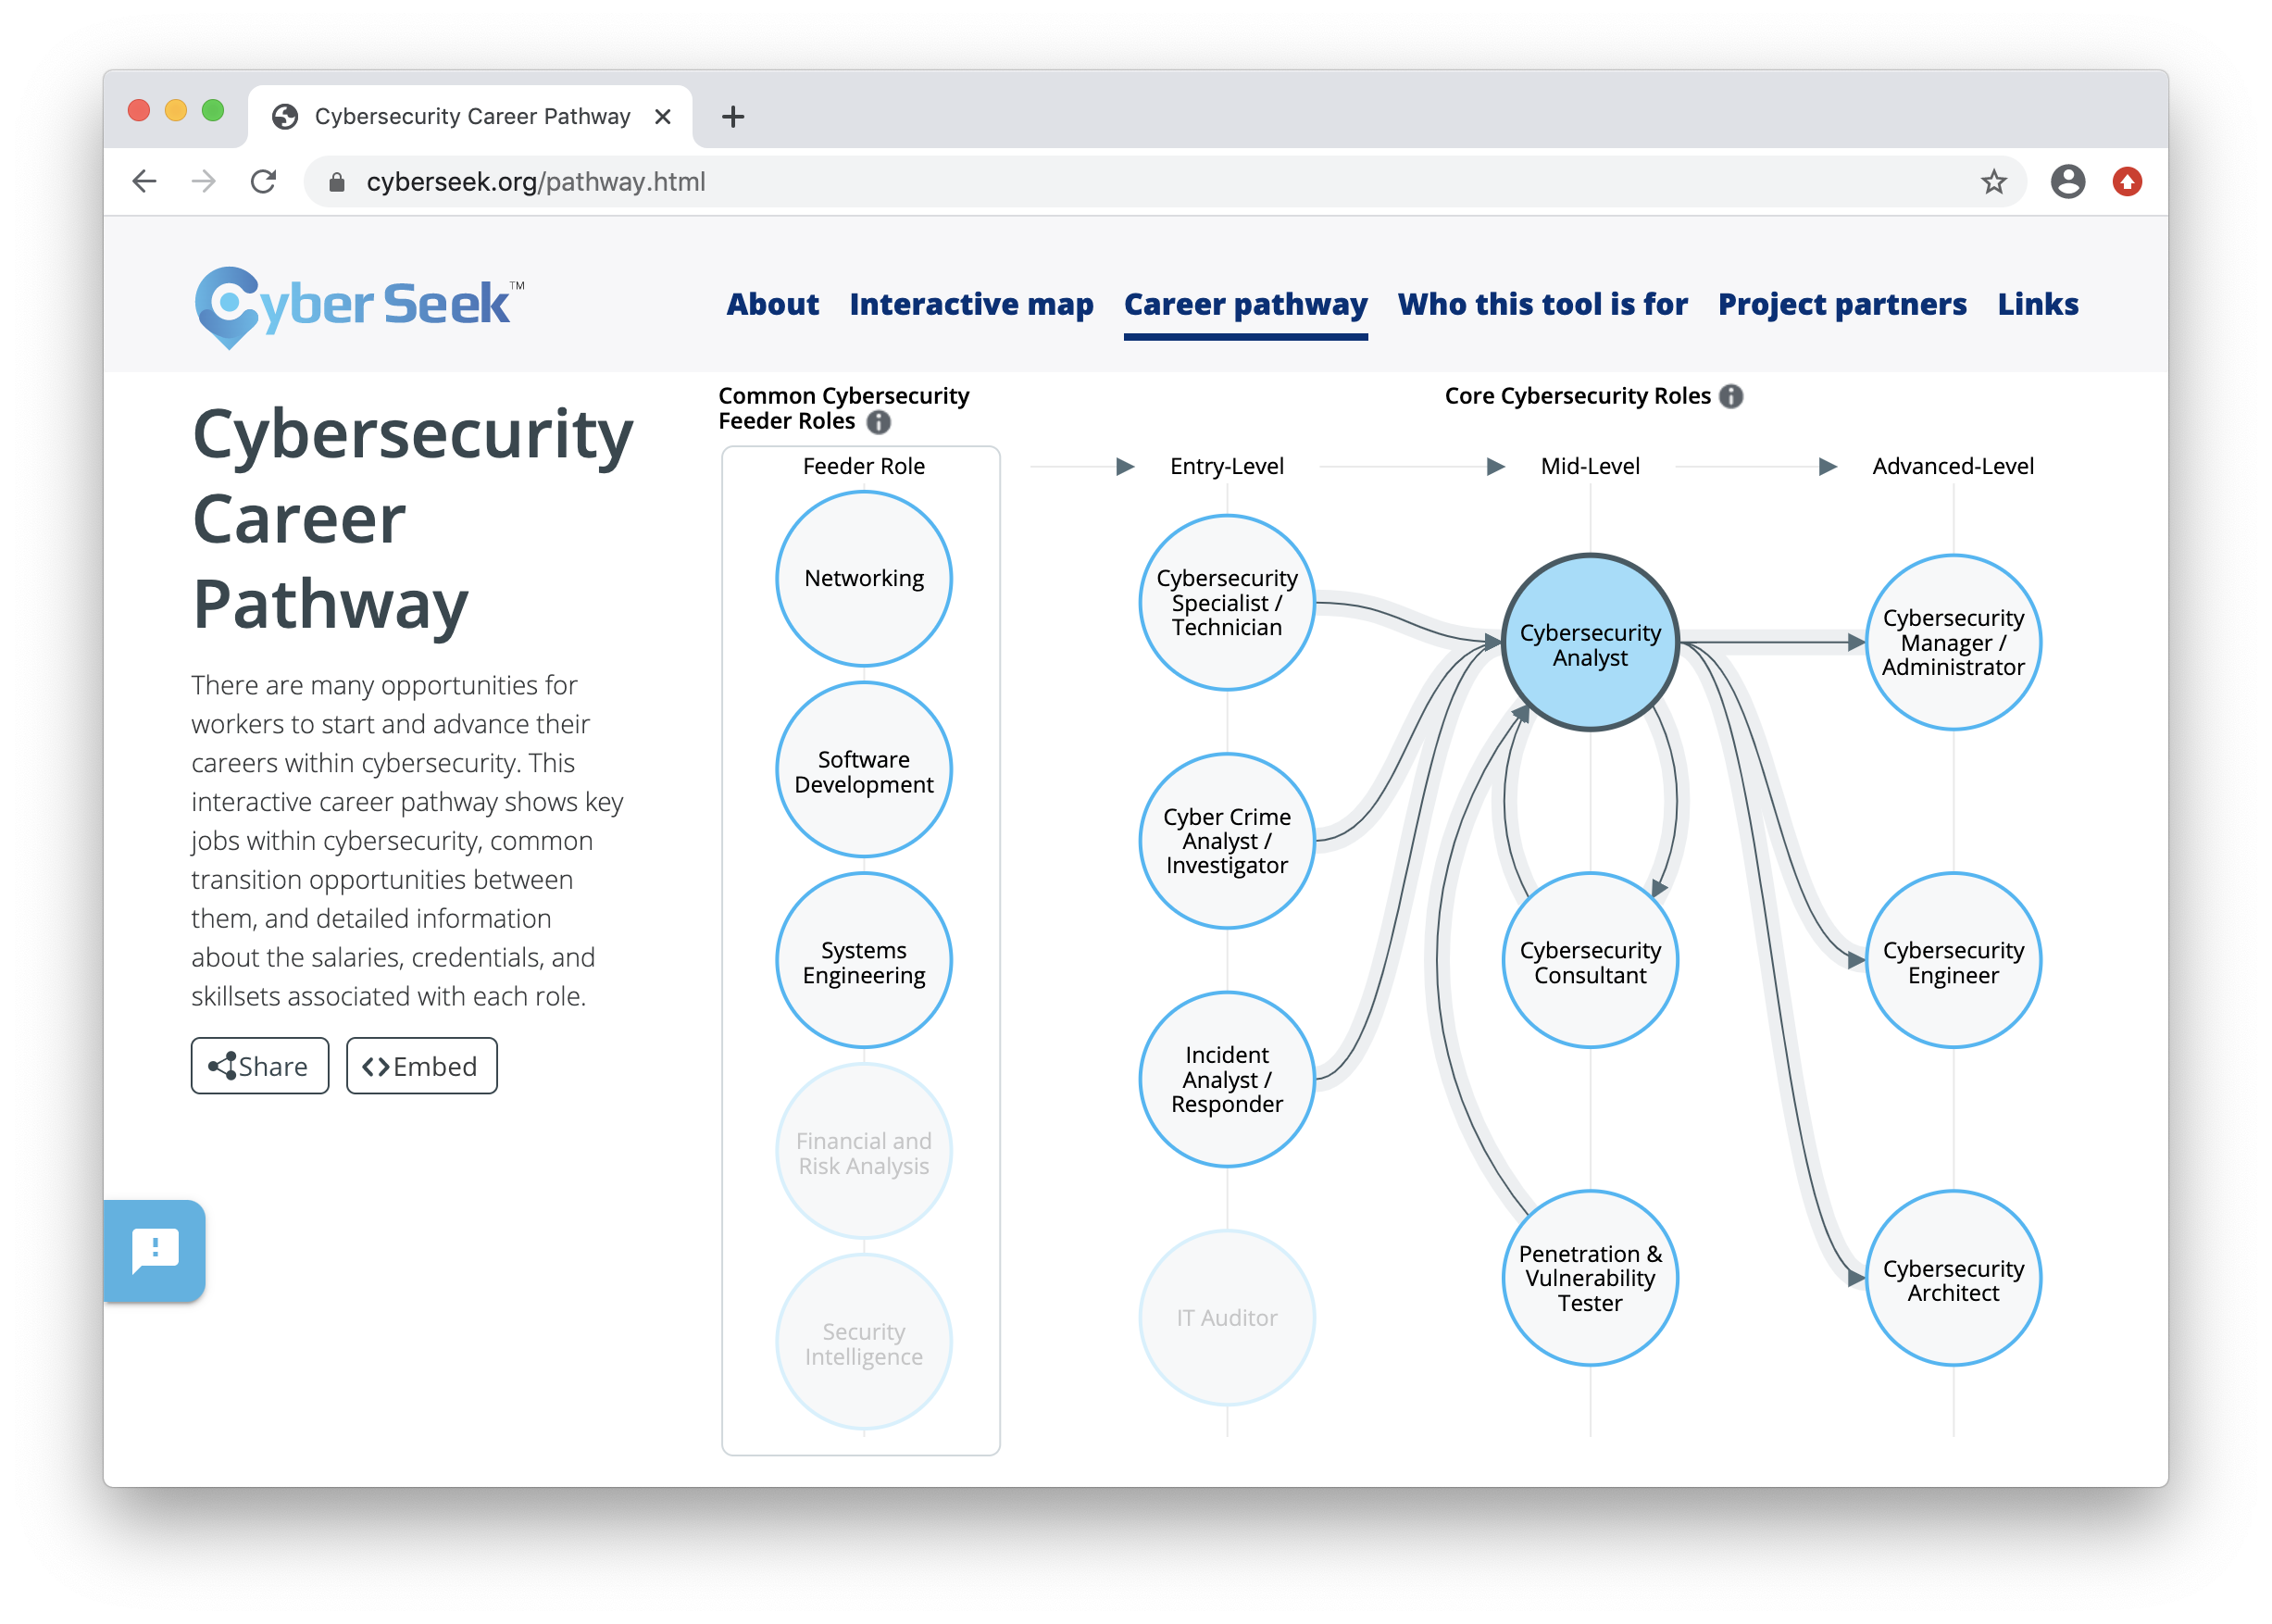 Cybersecurity Career Pathway
cyberseek.org/pathway.html
Cyber Seek™
About
Interactive map
Career pathway
Who this tool is for
Project partners
Links
Cybersecurity
Career
Pathway
There are many opportunities for
workers to start and advance their
careers within cybersecurity. This
interactive career pathway shows key
jobs within cybersecurity, common
transition opportunities between
them, and detailed information
about the salaries, credentials, and
skillsets associated with each role.
Share
Embed
Common Cybersecurity
Feeder Roles
Core Cybersecurity Roles
Feeder Role
Entry-Level
Mid-Level
Advanced-Level
Networking
Software
Development
Systems
Engineering
Financial and
Risk Analysis
Security
Intelligence
Cybersecurity
Specialist /
Technician
Cyber Crime
Analyst /
Investigator
Incident
Analyst /
Responder
IT Auditor
Cybersecurity
Analyst
Cybersecurity
Consultant
Penetration &
Vulnerability
Tester
Cybersecurity
Manager /
Administrator
Cybersecurity
Engineer
Cybersecurity
Architect